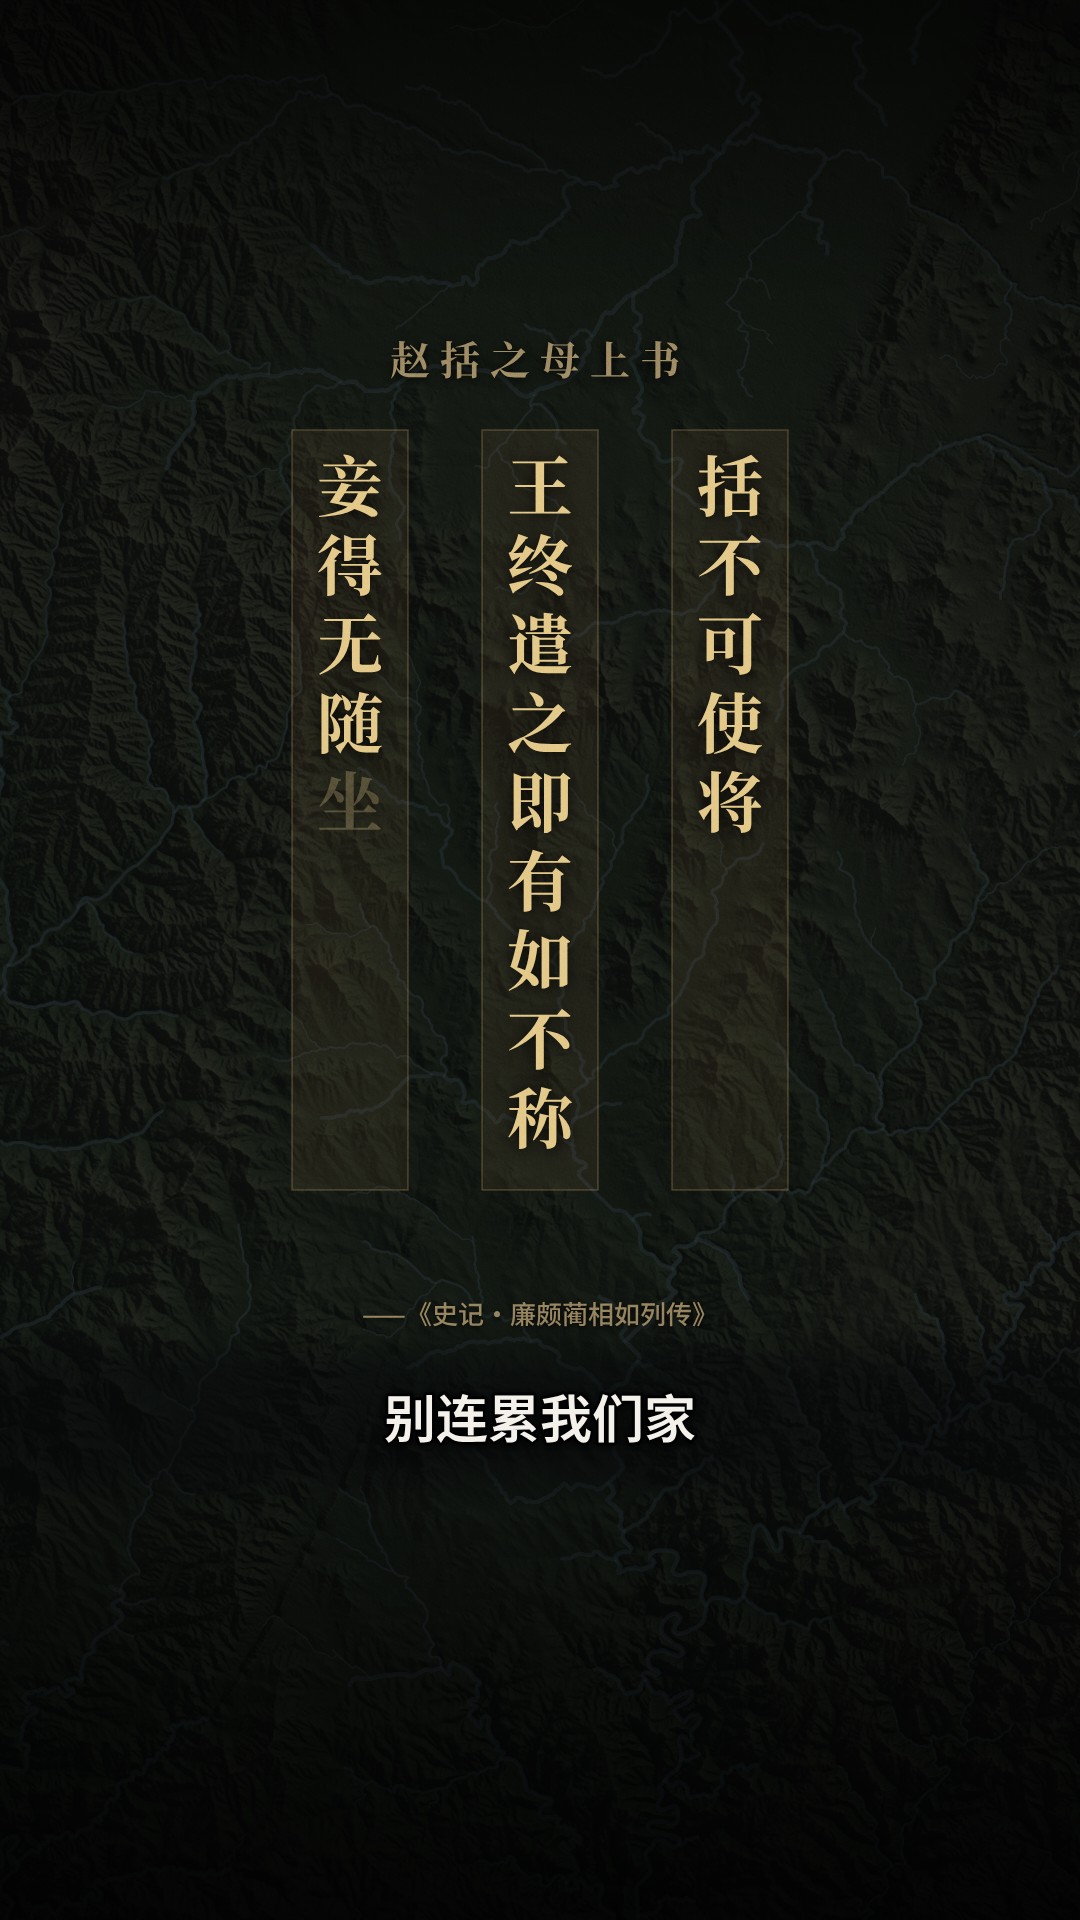 赵括之母上书
括不可使将
王终遣之即有如不称
妾得无随坐
——《史记·廉颇蔺相如列传》
别连累我们家